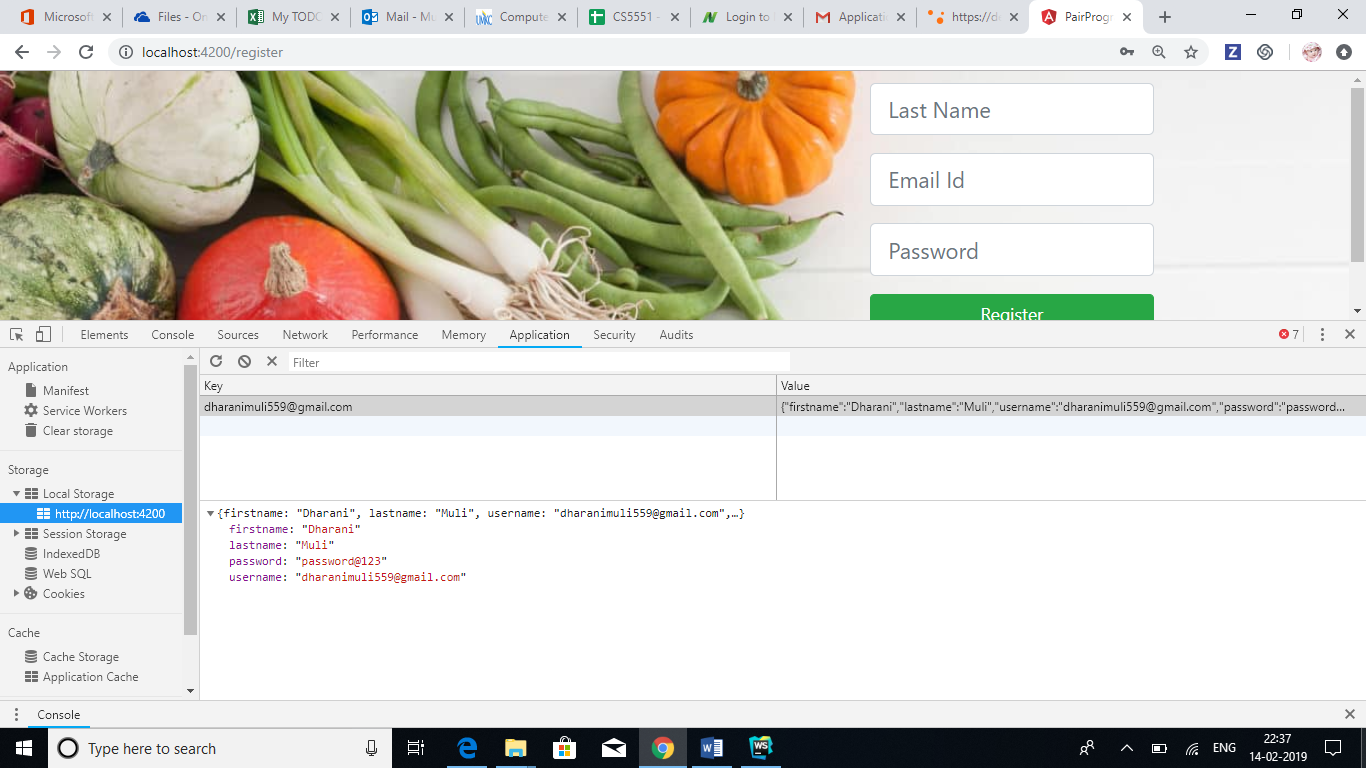 Microsoft
Files - On
My TODO
Mail - Mu
UMKC Compute
CS5551 -
Login to
Applicatio
https://de
PairProgr
localhost:4200/register
Z
Last Name
Email Id
Password
Register
Elements Console Sources Network Performance Memory Application Security Audits 7
Application
Manifest
Service Workers
Clear storage
Storage
Local Storage
http://localhost:4200
Session Storage
IndexedDB
Web SQL
Cookies
Cache
Cache Storage
Application Cache
Filter
Key Value
dharanimuli559@gmail.com {"firstname":"Dharani","lastname":"Muli","username":"dharanimuli559@gmail.com","password":"password...
{firstname: "Dharani", lastname: "Muli", username: "dharanimuli559@gmail.com",…}
firstname: "Dharani"
lastname: "Muli"
password: "password@123"
username: "dharanimuli559@gmail.com"
Console
Type here to search
WS
ENG
22:37
14-02-2019